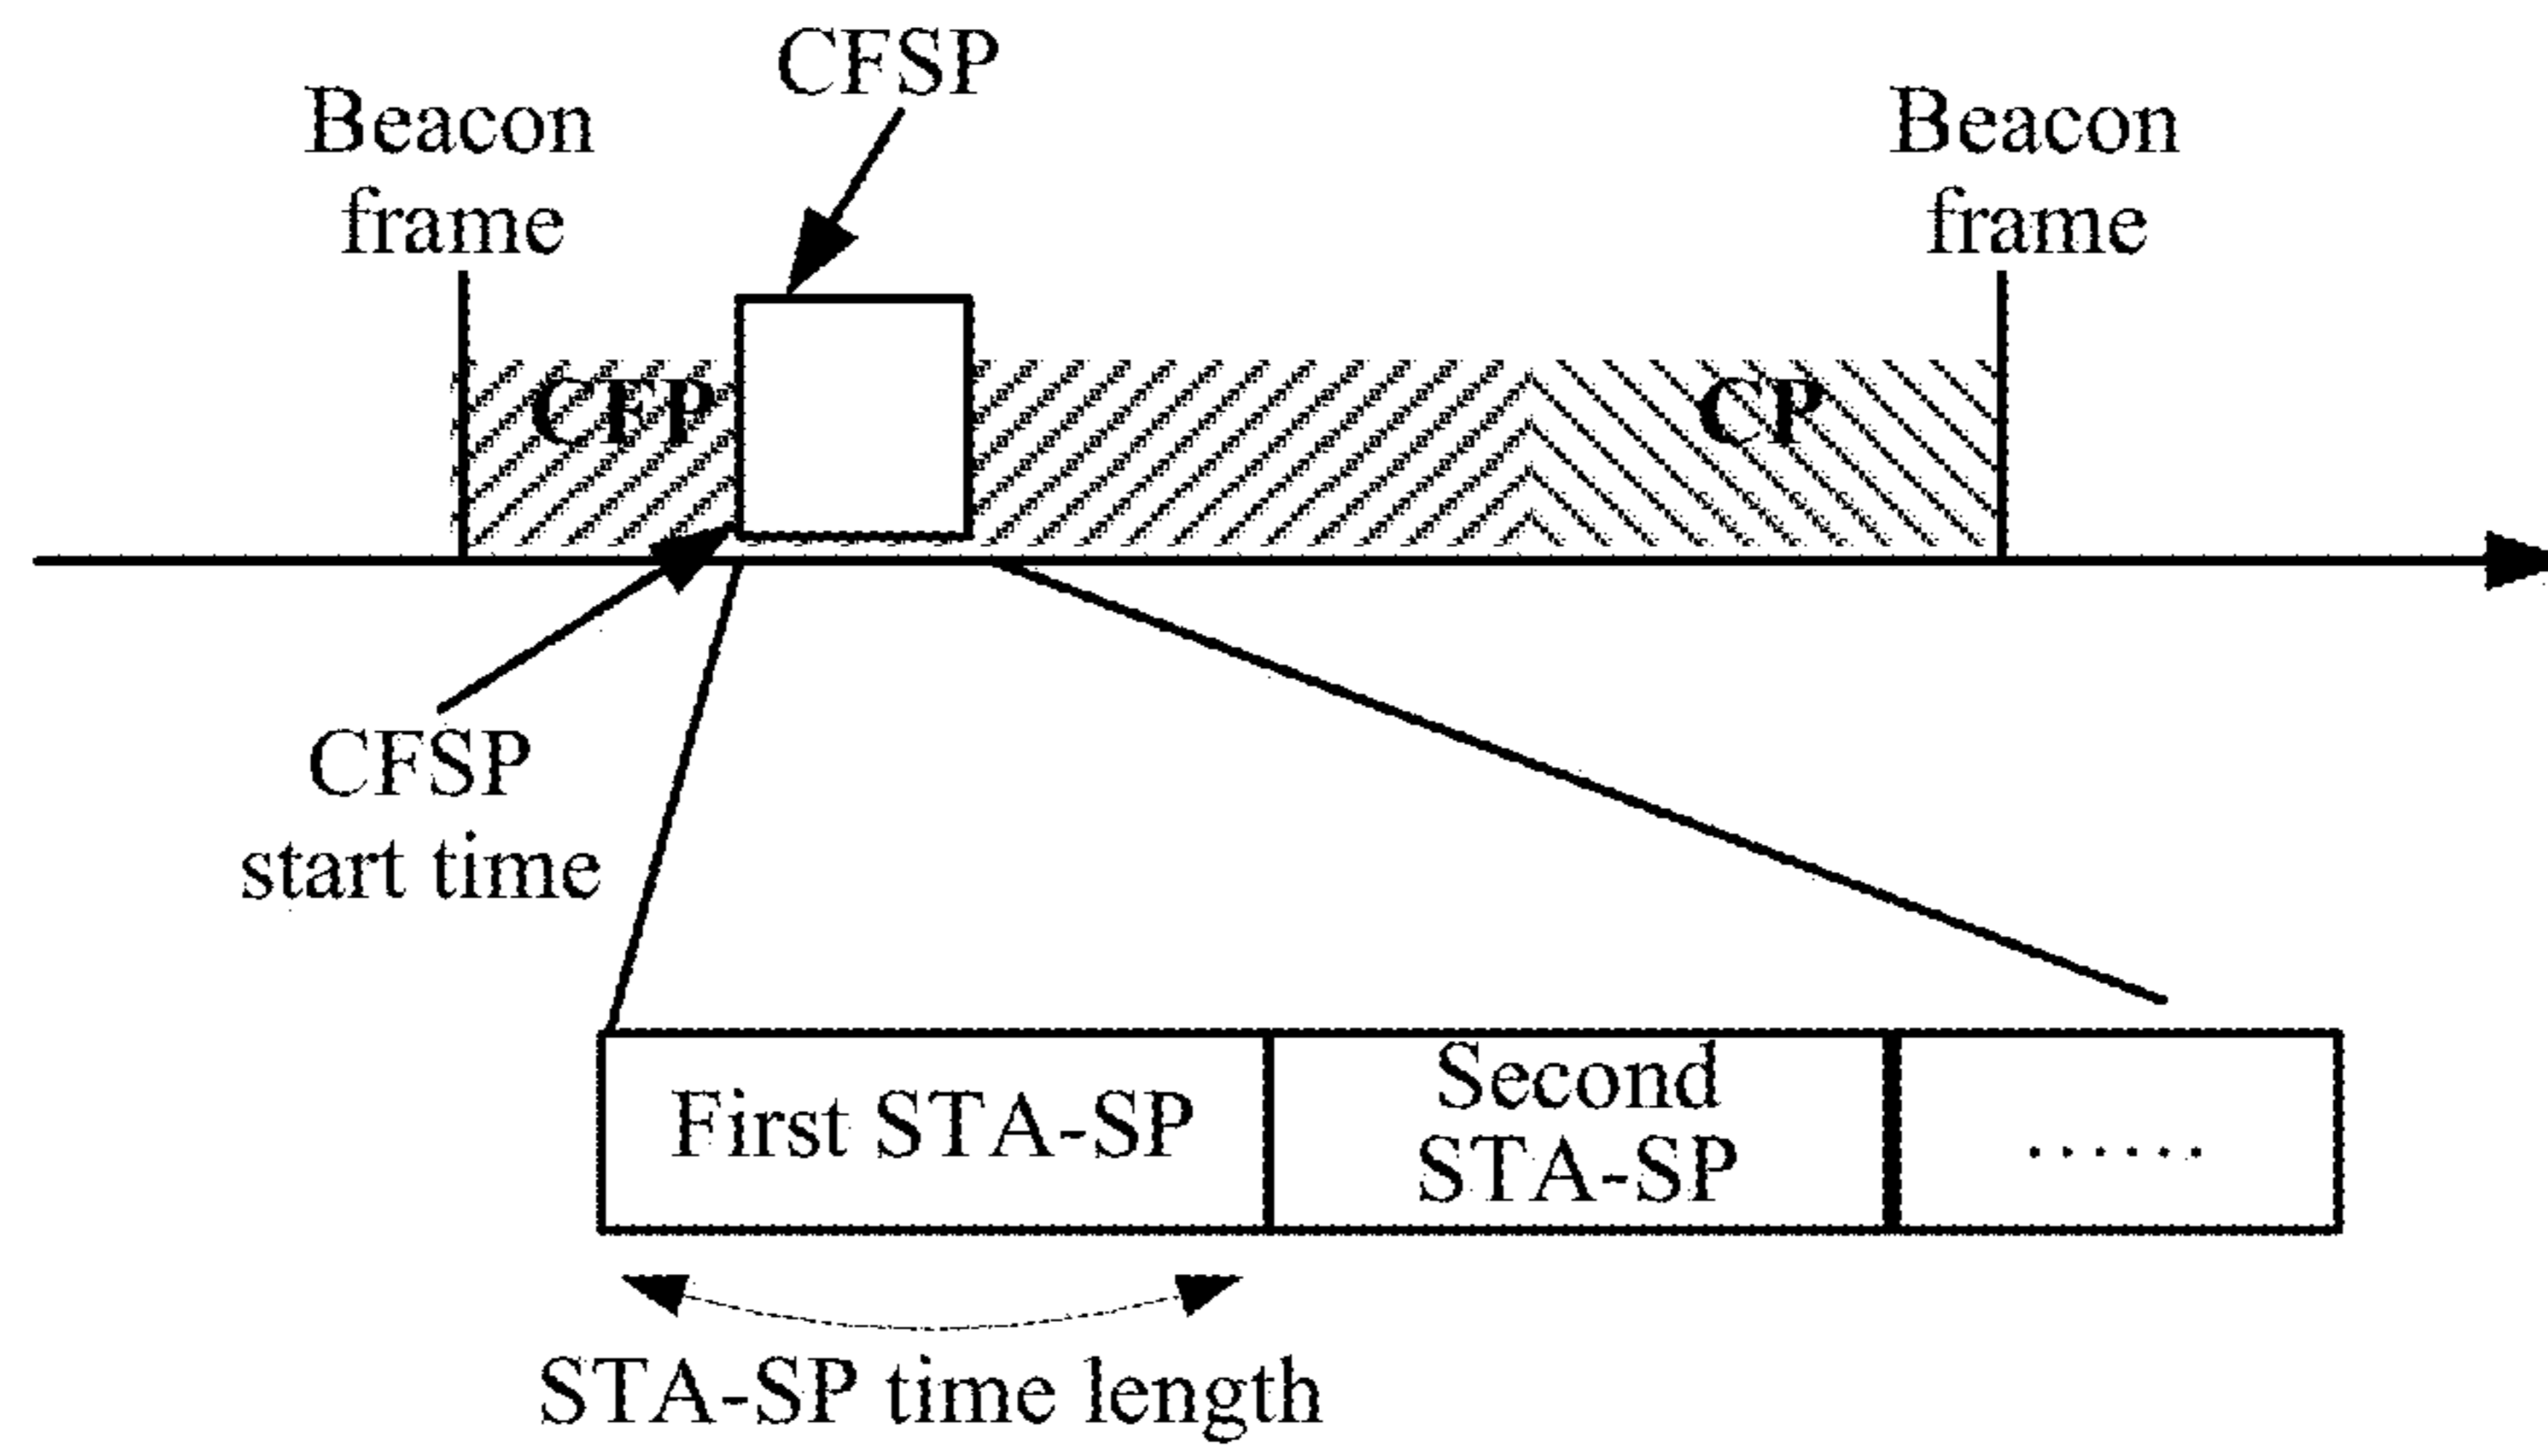 CFSP
Beacon
frame
Beacon
frame
CFP
CP
CFSP
start time
First STA-SP
Second
STA-SP
......
STA-SP time length